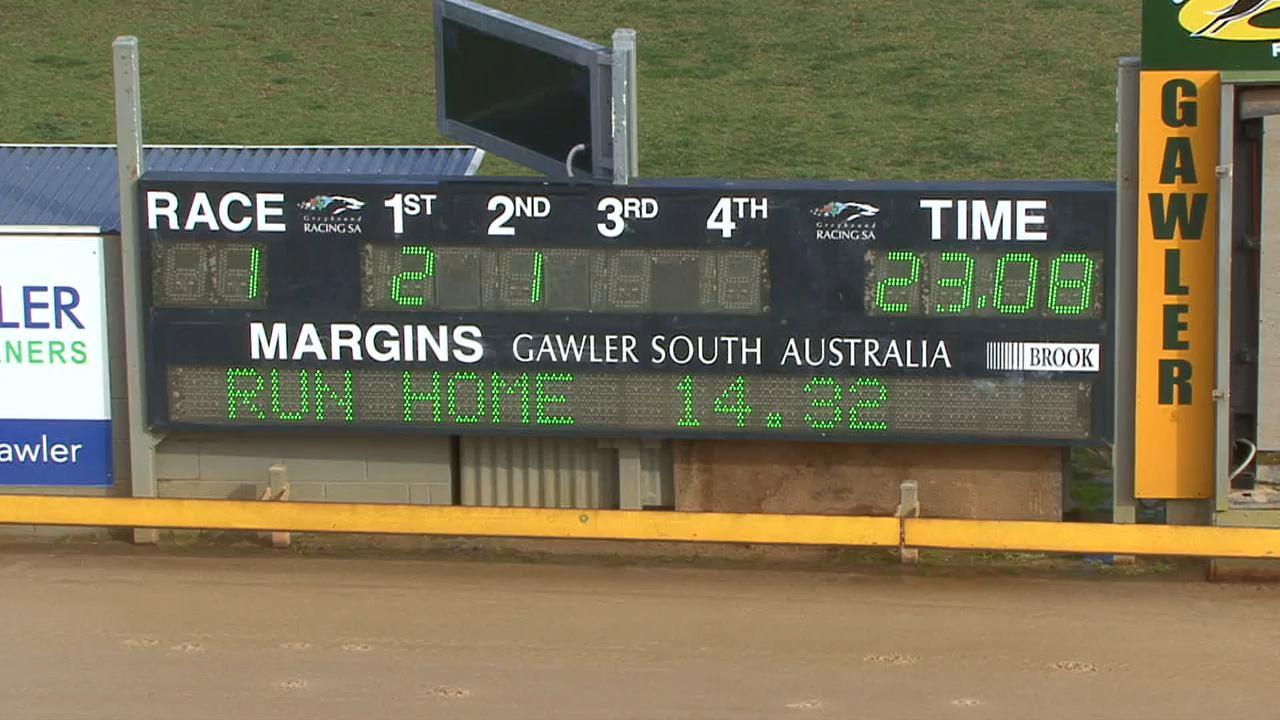 RACE Greyhound RACING SA 1ST 2ND 3RD 4TH Greyhound RACING SA TIME
1 2 1 23.08
MARGINS GAWLER SOUTH AUSTRALIA BROOK
RUN HOME 14.32
GAWLER
LER
NERS
awler